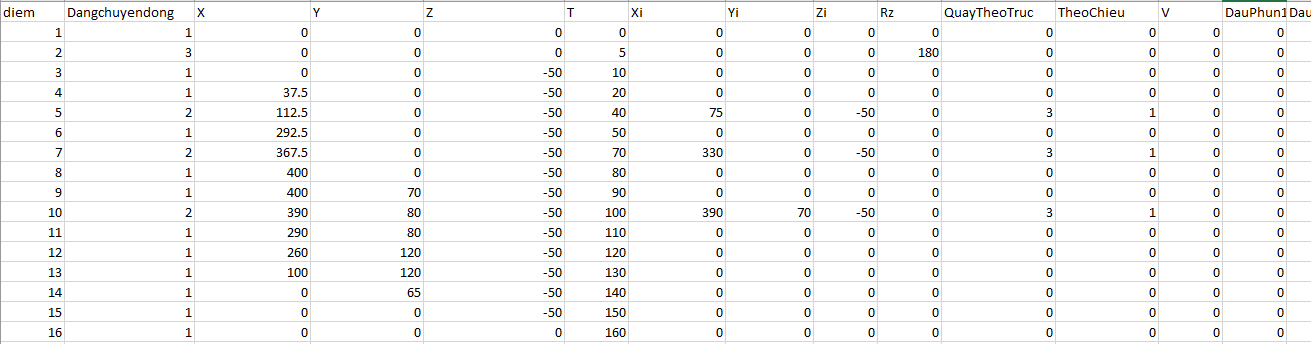 diem Dangchuyendong X Y Z T Xi Yi Zi Rz QuayTheoTruc TheoChieu V DauPhun1 Dau
1 1 0 0 0 0 0 0 0 0 0 0 0 0
2 3 0 0 0 5 0 0 0 180 0 0 0 0
3 1 0 0 -50 10 0 0 0 0 0 0 0 0
4 1 37.5 0 -50 20 0 0 0 0 0 0 0 0
5 2 112.5 0 -50 40 75 0 -50 0 3 1 0 0
6 1 292.5 0 -50 50 0 0 0 0 0 0 0 0
7 2 367.5 0 -50 70 330 0 -50 0 3 1 0 0
8 1 400 0 -50 80 0 0 0 0 0 0 0 0
9 1 400 70 -50 90 0 0 0 0 0 0 0 0
10 2 390 80 -50 100 390 70 -50 0 3 1 0 0
11 1 290 80 -50 110 0 0 0 0 0 0 0 0
12 1 260 120 -50 120 0 0 0 0 0 0 0 0
13 1 100 120 -50 130 0 0 0 0 0 0 0 0
14 1 0 65 -50 140 0 0 0 0 0 0 0 0
15 1 0 0 -50 150 0 0 0 0 0 0 0 0
16 1 0 0 0 160 0 0 0 0 0 0 0 0